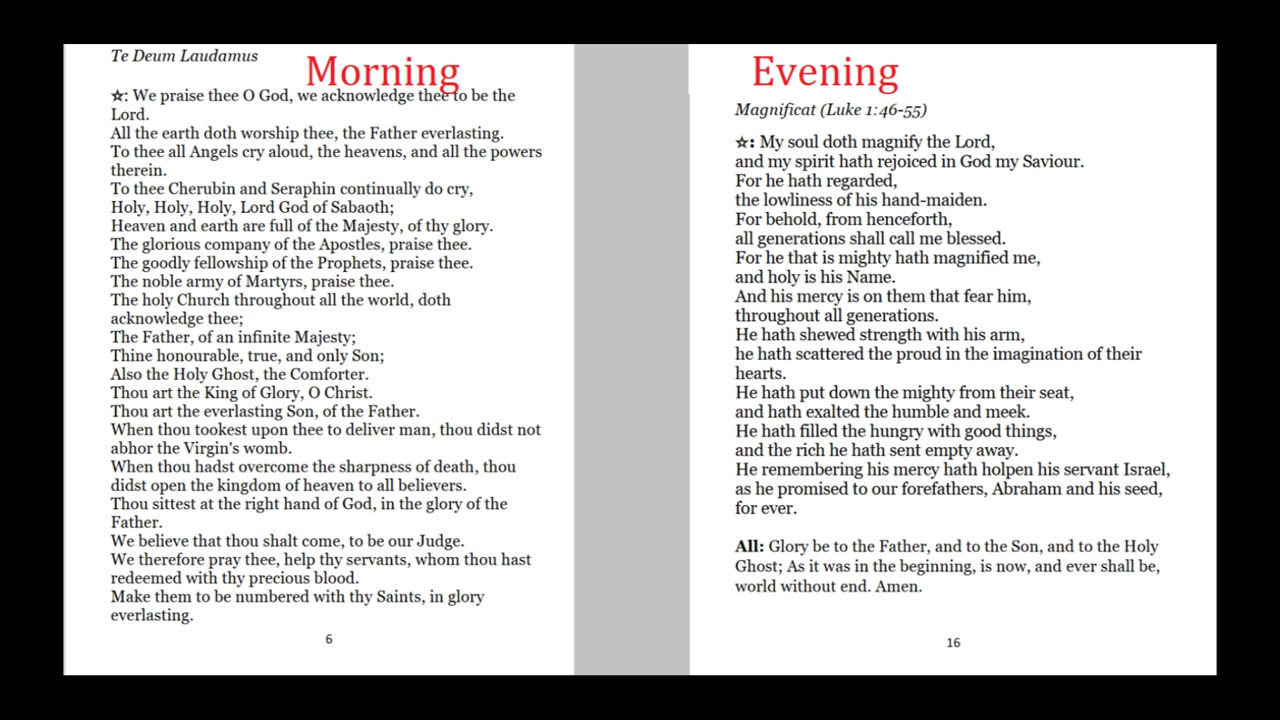 Te Deum Laudamus
Morning
☆: We praise thee O God, we acknowledge thee to be the
Lord.
All the earth doth worship thee, the Father everlasting.
To thee all Angels cry aloud, the heavens, and all the powers
therein.
To thee Cherubin and Seraphin continually do cry,
Holy, Holy, Holy, Lord God of Sabaoth;
Heaven and earth are full of the Majesty, of thy glory.
The glorious company of the Apostles, praise thee.
The goodly fellowship of the Prophets, praise thee.
The noble army of Martyrs, praise thee.
The holy Church throughout all the world, doth
acknowledge thee;
The Father, of an infinite Majesty;
Thine honourable, true, and only Son;
Also the Holy Ghost, the Comforter.
Thou art the King of Glory, O Christ.
Thou art the everlasting Son, of the Father.
When thou tookest upon thee to deliver man, thou didst not
abhor the Virgin's womb.
When thou hadst overcome the sharpness of death, thou
didst open the kingdom of heaven to all believers.
Thou sittest at the right hand of God, in the glory of the
Father.
We believe that thou shalt come, to be our Judge.
We therefore pray thee, help thy servants, whom thou hast
redeemed with thy precious blood.
Make them to be numbered with thy Saints, in glory
everlasting.
6
Evening
Magnificat (Luke 1:46-55)
☆: My soul doth magnify the Lord,
and my spirit hath rejoiced in God my Saviour.
For he hath regarded,
the lowliness of his hand-maiden.
For behold, from henceforth,
all generations shall call me blessed.
For he that is mighty hath magnified me,
and holy is his Name.
And his mercy is on them that fear him,
throughout all generations.
He hath shewed strength with his arm,
he hath scattered the proud in the imagination of their
hearts.
He hath put down the mighty from their seat,
and hath exalted the humble and meek.
He hath filled the hungry with good things,
and the rich he hath sent empty away.
He remembering his mercy hath holpen his servant Israel,
as he promised to our forefathers, Abraham and his seed,
for ever.
All: Glory be to the Father, and to the Son, and to the Holy
Ghost; As it was in the beginning, is now, and ever shall be,
world without end. Amen.
16